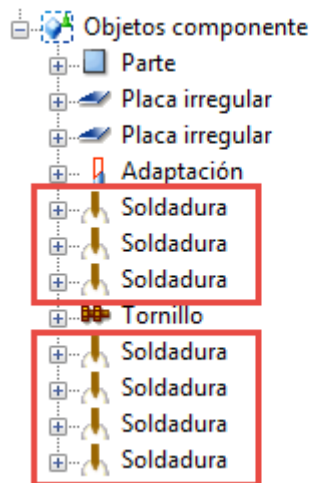 Objetos componente
Parte
Placa irregular
Placa irregular
Adaptación
Soldadura
Soldadura
Soldadura
Tornillo
Soldadura
Soldadura
Soldadura
Soldadura